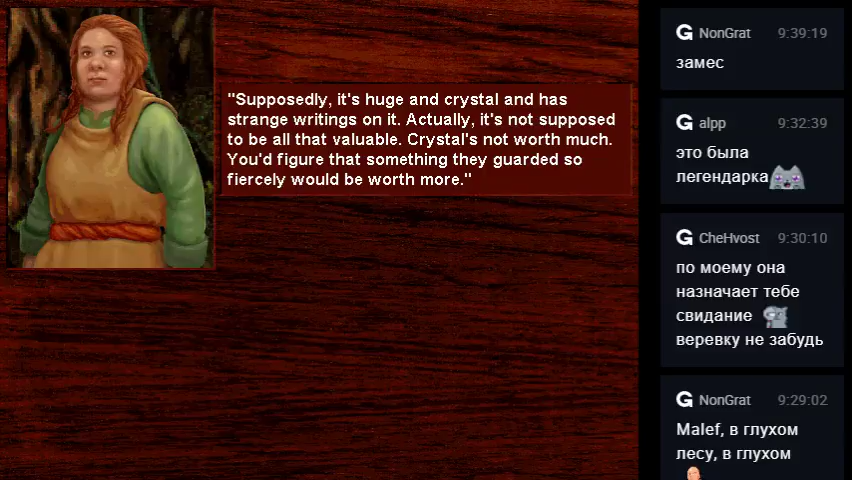 "Supposedly, it's huge and crystal and has
strange writings on it. Actually, it's not supposed
to be all that valuable. Crystal's not worth much.
You'd figure that something they guarded so
fiercely would be worth more."
G NonGrat 9:39:19
замес
G alpp 9:32:39
это была
легендарка
G CheHvost 9:30:10
по моему она
назначает тебе
свидание
веревку не забудь
G NonGrat 9:29:02
Malef, в глухом
лесу, в глухом